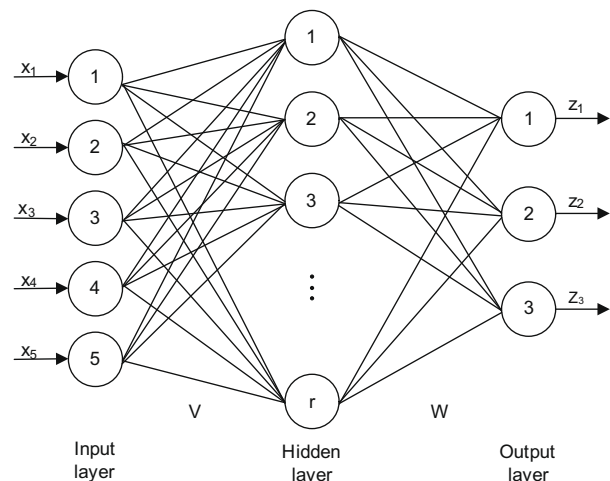 x1
1
x2
2
x3
3
x4
4
x5
5
V
Input
layer
1
2
3
r
Hidden
layer
W
1
z1
2
z2
3
z3
Output
layer